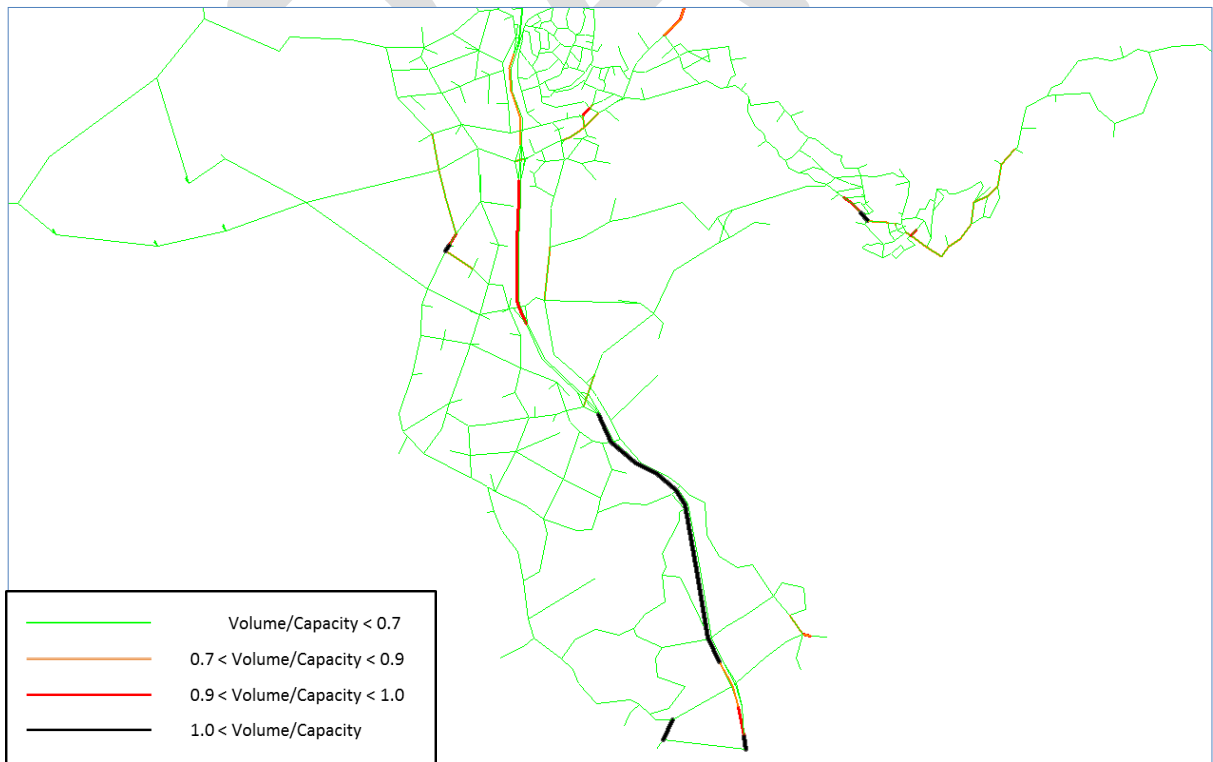 Volume/Capacity < 0.7
0.7 < Volume/Capacity < 0.9
0.9 < Volume/Capacity < 1.0
1.0 < Volume/Capacity